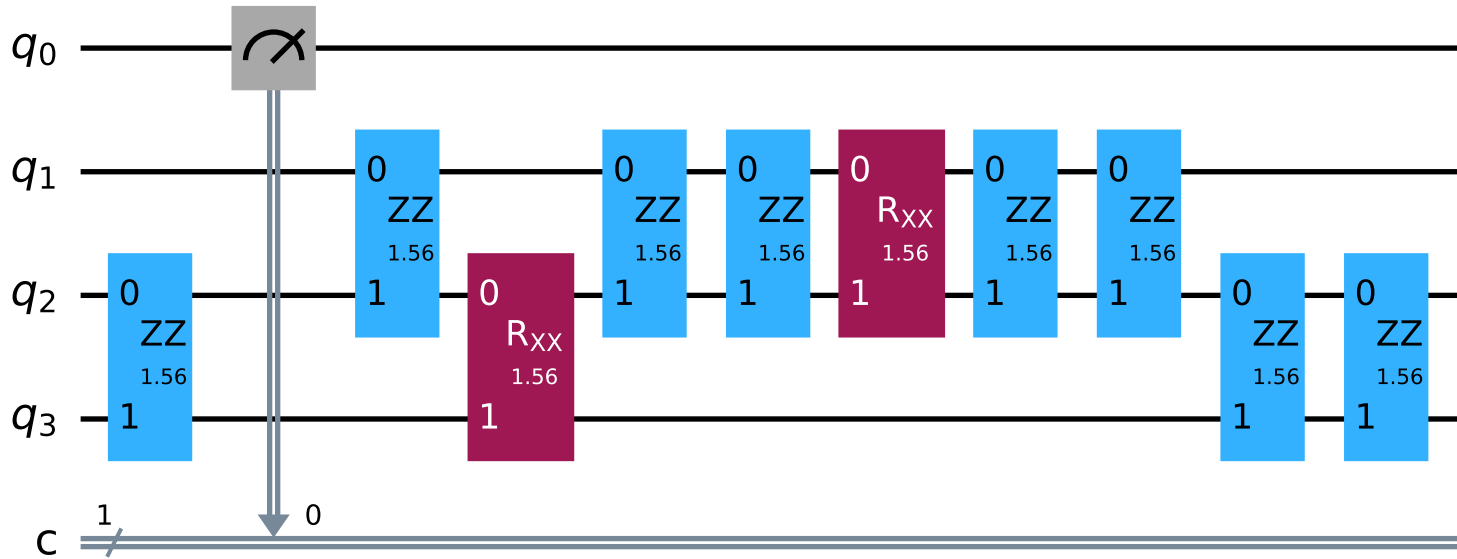 q0
q1
0 0 0 0 0 0
ZZ ZZ ZZ RXX ZZ ZZ
1.56 1.56 1.56 1.56 1.56 1.56
q2
0 1 0 1 1 1 1 1 0 0
ZZ RXX ZZ ZZ
1.56 1.56 1.56 1.56
q3
1 1 1 1
1 0
c